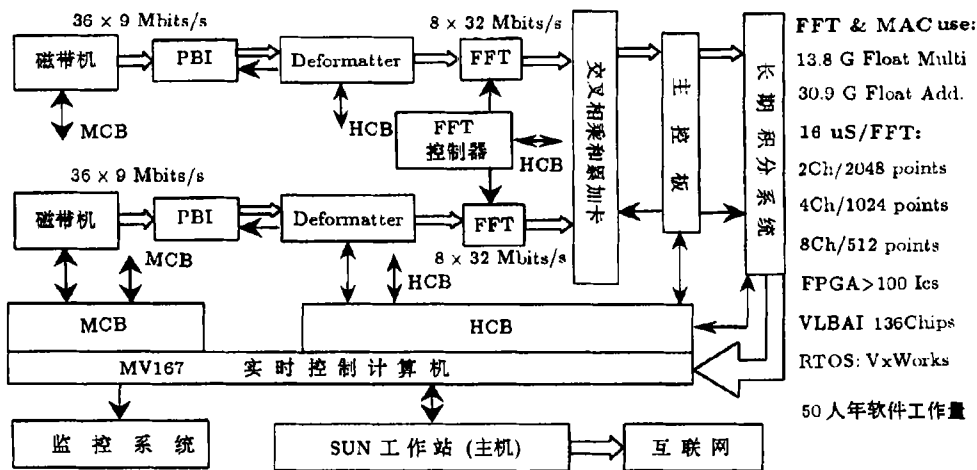 36 × 9 Mbits/s
8 × 32 Mbits/s
磁带机
PBI
Deformatter
FFT
MCB
HCB
FFT
控制器
HCB
36 × 9 Mbits/s
磁带机
PBI
Deformatter
FFT
8 × 32 Mbits/s
MCB
HCB
交叉相乘和累加卡
主控板
长期积分系统
MCB
HCB
MV167 实时控制计算机
监控系统
SUN 工作站 (主机)
互联网
FFT & MAC use:
13.8 G Float Multi
30.9 G Float Add.
16 uS/FFT:
2Ch/2048 points
4Ch/1024 points
8Ch/512 points
FPGA>100 Ics
VLBAI 136Chips
RTOS: VxWorks
50 人年软件工作量